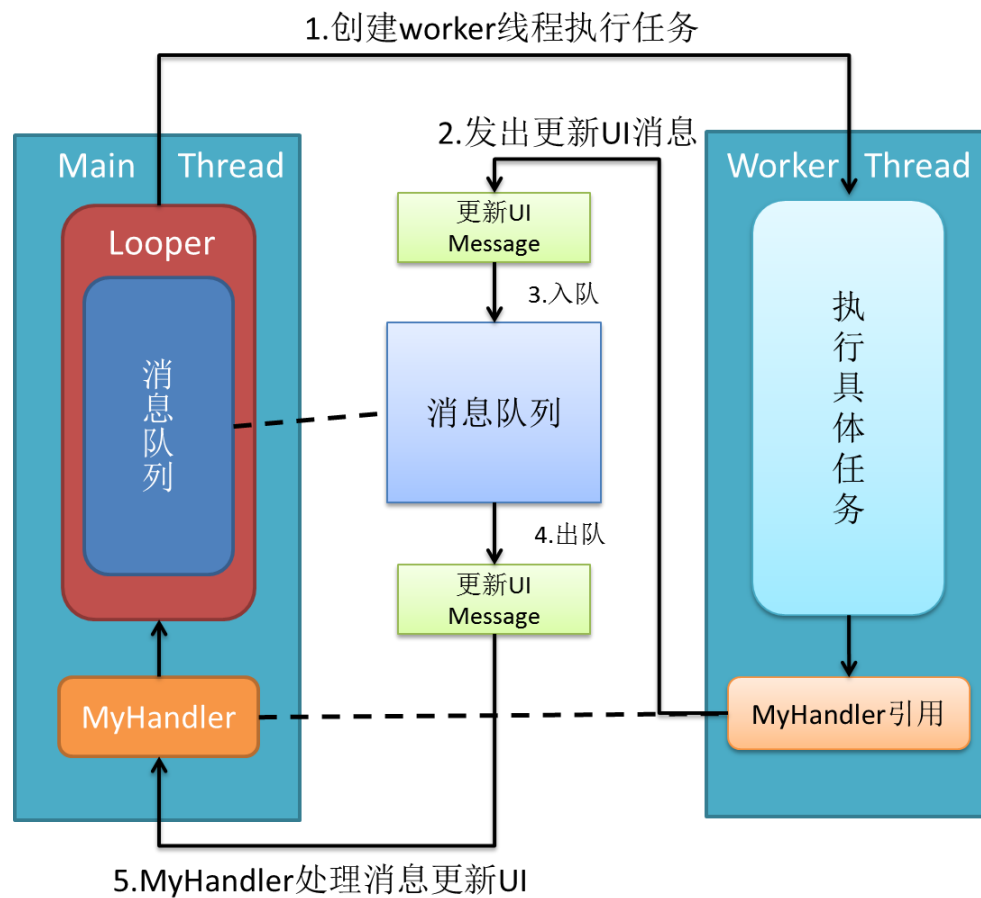 1.创建worker线程执行任务
2.发出更新UI消息
Main Thread
Worker Thread
更新UI
Message
Looper
3.入队
消息队列
消息队列
执行具体任务
4.出队
更新UI
Message
MyHandler
MyHandler引用
5.MyHandler处理消息更新UI